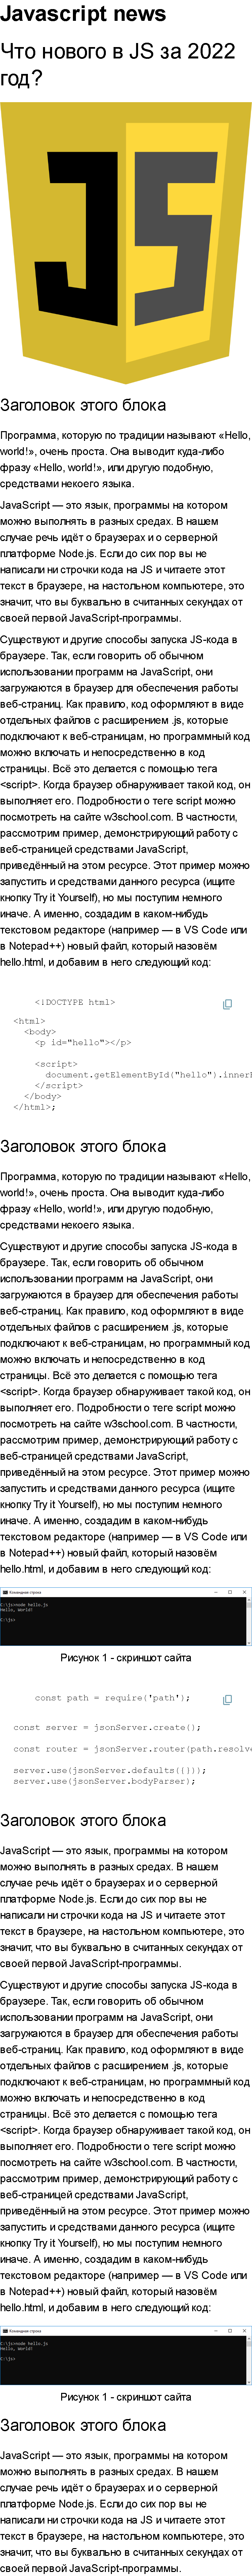 Javascript news
Что нового в JS за 2022
год?
JS
Заголовок этого блока
Программа, которую по традиции называют «Hello,
world!», очень проста. Она выводит куда-либо
фразу «Hello, world!», или другую подобную,
средствами некоего языка.
JavaScript — это язык, программы на котором
можно выполнять в разных средах. В нашем
случае речь идёт о браузерах и о серверной
платформе Node.js. Если до сих пор вы не
написали ни строчки кода на JS и читаете этот
текст в браузере, на настольном компьютере, это
значит, что вы буквально в считанных секундах от
своей первой JavaScript-программы.
Существуют и другие способы запуска JS-кода в
браузере. Так, если говорить об обычном
использовании программ на JavaScript, они
загружаются в браузер для обеспечения работы
веб-страниц. Как правило, код оформляют в виде
отдельных файлов с расширением .js, которые
подключают к веб-страницам, но программный код
можно включать и непосредственно в код
страницы. Всё это делается с помощью тега
<script>. Когда браузер обнаруживает такой код, он
выполняет его. Подробности о теге script можно
посмотреть на сайте w3school.com. В частности,
рассмотрим пример, демонстрирующий работу с
веб-страницей средствами JavaScript,
приведённый на этом ресурсе. Этот пример можно
запустить и средствами данного ресурса (ищите
кнопку Try it Yourself), но мы поступим немного
иначе. А именно, создадим в каком-нибудь
текстовом редакторе (например — в VS Code или
в Notepad++) новый файл, который назовём
hello.html, и добавим в него следующий код:
<!DOCTYPE html>
<html>
<body>
<p id="hello"></p>
<script>
document.getElementById("hello").inner
</script>
</body>
</html>;
Заголовок этого блока
Программа, которую по традиции называют «Hello,
world!», очень проста. Она выводит куда-либо
фразу «Hello, world!», или другую подобную,
средствами некоего языка.
Существуют и другие способы запуска JS-кода в
браузере. Так, если говорить об обычном
использовании программ на JavaScript, они
загружаются в браузер для обеспечения работы
веб-страниц. Как правило, код оформляют в виде
отдельных файлов с расширением .js, которые
подключают к веб-страницам, но программный код
можно включать и непосредственно в код
страницы. Всё это делается с помощью тега
<script>. Когда браузер обнаруживает такой код, он
выполняет его. Подробности о теге script можно
посмотреть на сайте w3school.com. В частности,
рассмотрим пример, демонстрирующий работу с
веб-страницей средствами JavaScript,
приведённый на этом ресурсе. Этот пример можно
запустить и средствами данного ресурса (ищите
кнопку Try it Yourself), но мы поступим немного
иначе. А именно, создадим в каком-нибудь
текстовом редакторе (например — в VS Code или
в Notepad++) новый файл, который назовём
hello.html, и добавим в него следующий код:
Командная строка
C:\js>node hello.js
Hello, World!
C:\js>
Рисунок 1 - скриншот сайта
const path = require('path');
const server = jsonServer.create();
const router = jsonServer.router(path.resolv
server.use(jsonServer.defaults({}));
server.use(jsonServer.bodyParser);
Заголовок этого блока
JavaScript — это язык, программы на котором
можно выполнять в разных средах. В нашем
случае речь идёт о браузерах и о серверной
платформе Node.js. Если до сих пор вы не
написали ни строчки кода на JS и читаете этот
текст в браузере, на настольном компьютере, это
значит, что вы буквально в считанных секундах от
своей первой JavaScript-программы.
Существуют и другие способы запуска JS-кода в
браузере. Так, если говорить об обычном
использовании программ на JavaScript, они
загружаются в браузер для обеспечения работы
веб-страниц. Как правило, код оформляют в виде
отдельных файлов с расширением .js, которые
подключают к веб-страницам, но программный код
можно включать и непосредственно в код
страницы. Всё это делается с помощью тега
<script>. Когда браузер обнаруживает такой код, он
выполняет его. Подробности о теге script можно
посмотреть на сайте w3school.com. В частности,
рассмотрим пример, демонстрирующий работу с
веб-страницей средствами JavaScript,
приведённый на этом ресурсе. Этот пример можно
запустить и средствами данного ресурса (ищите
кнопку Try it Yourself), но мы поступим немного
иначе. А именно, создадим в каком-нибудь
текстовом редакторе (например — в VS Code или
в Notepad++) новый файл, который назовём
hello.html, и добавим в него следующий код:
Командная строка
C:\js>node hello.js
Hello, World!
C:\js>
Рисунок 1 - скриншот сайта
Заголовок этого блока
JavaScript — это язык, программы на котором
можно выполнять в разных средах. В нашем
случае речь идёт о браузерах и о серверной
платформе Node.js. Если до сих пор вы не
написали ни строчки кода на JS и читаете этот
текст в браузере, на настольном компьютере, это
значит, что вы буквально в считанных секундах от
своей первой JavaScript-программы.